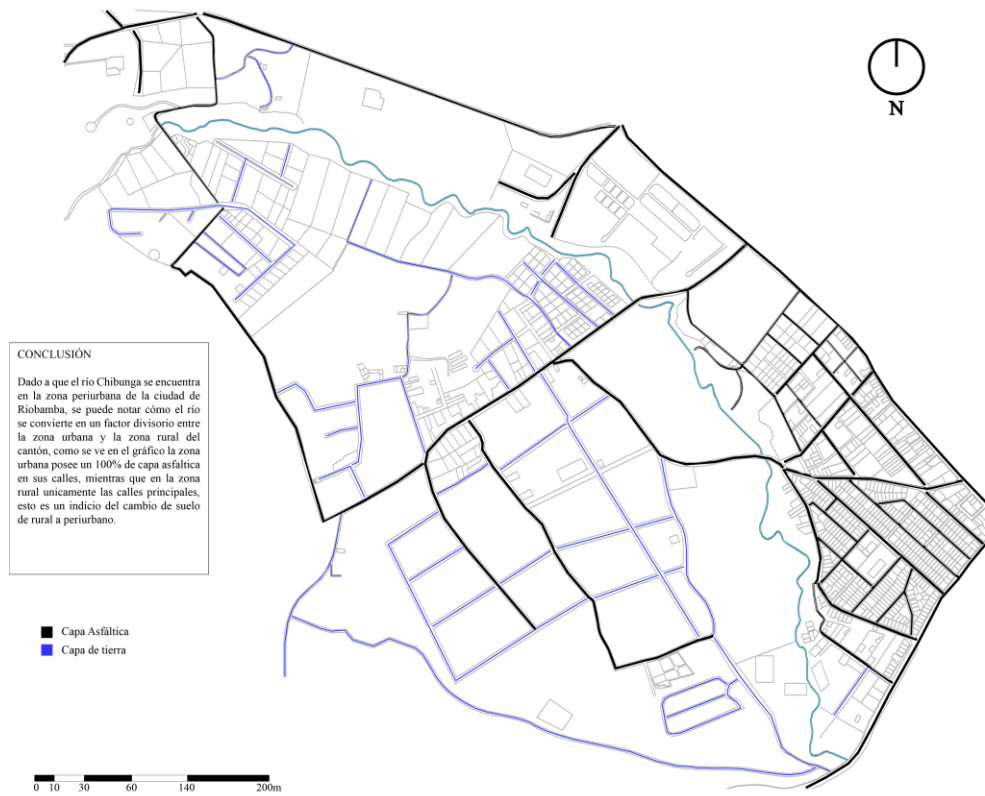 N
CONCLUSIÓN
Dado a que el río Chibunga se encuentra
en la zona periurbana de la ciudad de
Riobamba, se puede notar cómo el río
se convierte en un factor divisorio entre
la zona urbana y la zona rural del
cantón, como se ve en el gráfico la zona
urbana posee un 100% de capa asfaltica
en sus calles, mientras que en la zona
rural unicamente las calles principales,
esto es un indicio del cambio de suelo
de rural a periurbano.
Capa Asfàltica
Capa de tierra
0 10 30 60 140 200m